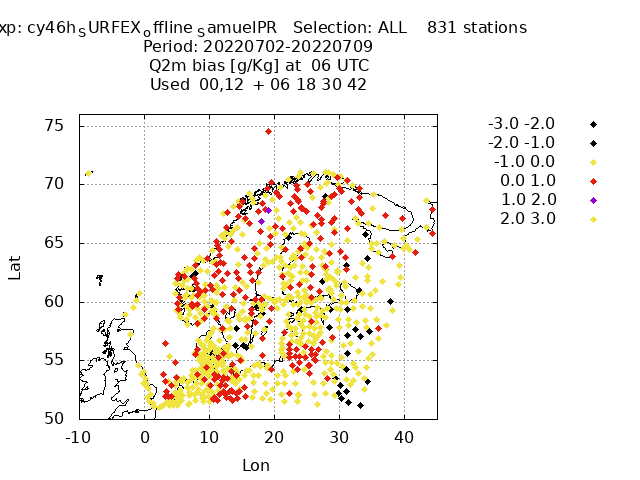 xp: cy46h_SURFEX_offline_samuelPR Selection: ALL 831 stations
Period: 20220702-20220709
Q2m bias [g/Kg] at 06 UTC
Used 00,12 + 06 18 30 42
-3.0 -2.0
-2.0 -1.0
-1.0 0.0
0.0 1.0
1.0 2.0
2.0 3.0
75
70
65
60
55
50
-10 0 10 20 30 40
Lat
Lon